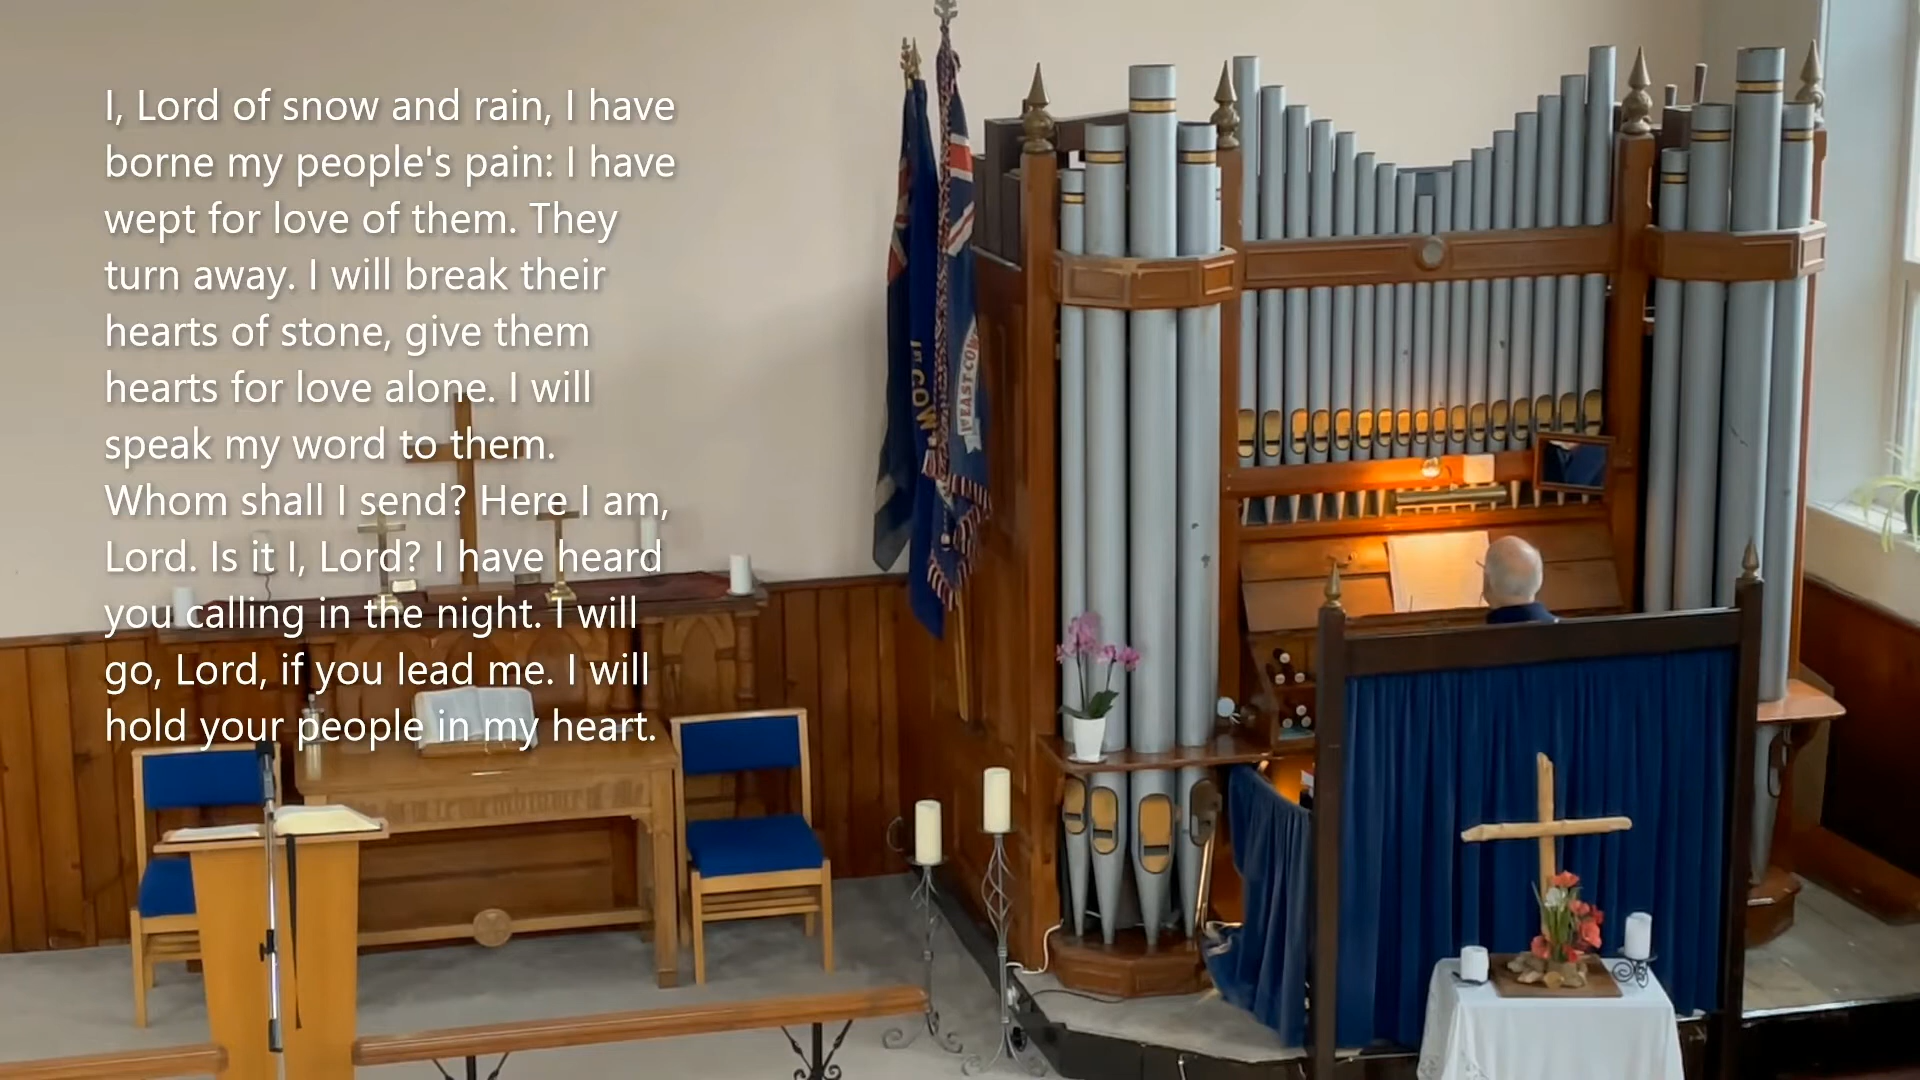 I, Lord of snow and rain, I have
borne my people's pain: I have
wept for love of them. They
turn away. I will break their
hearts of stone, give them
hearts for love alone. I will
speak my word to them.
Whom shall I send? Here I am,
Lord. Is it I, Lord? I have heard
you calling in the night. I will
go, Lord, if you lead me. I will
hold your people in my heart.